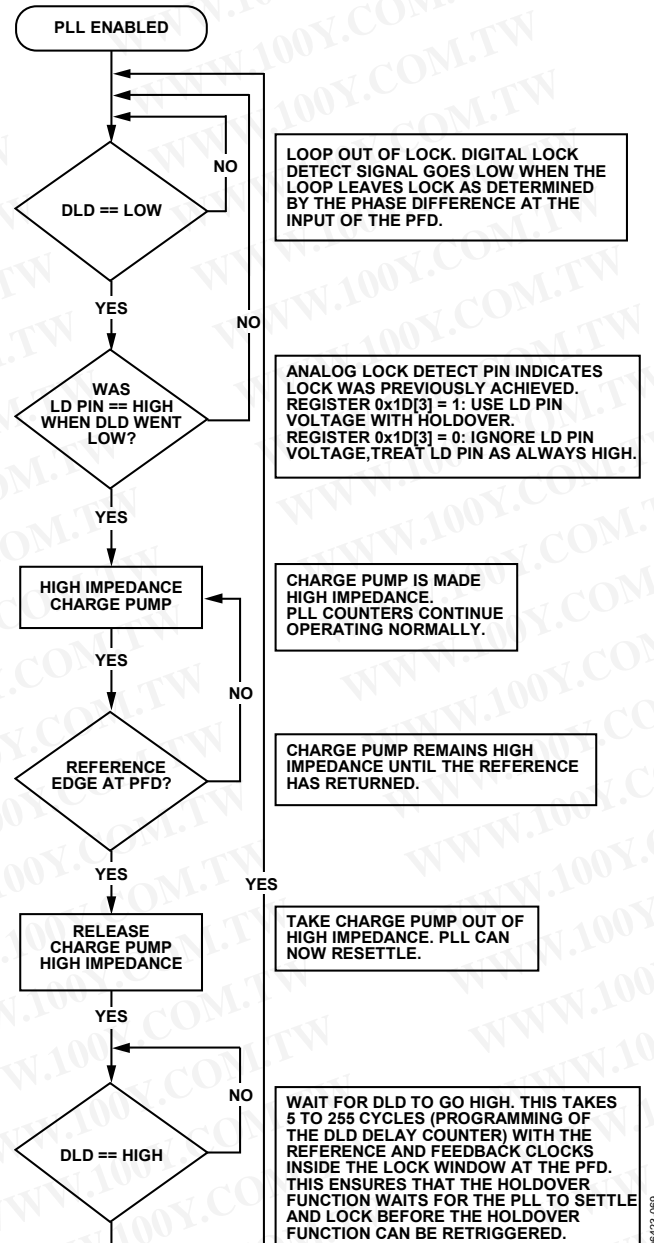 PLL ENABLED
NO
LOOP OUT OF LOCK. DIGITAL LOCK
DETECT SIGNAL GOES LOW WHEN THE
LOOP LEAVES LOCK AS DETERMINED
BY THE PHASE DIFFERENCE AT THE
INPUT OF THE PFD.
DLD == LOW
YES
NO
WAS
LD PIN == HIGH
WHEN DLD WENT
LOW?
ANALOG LOCK DETECT PIN INDICATES
LOCK WAS PREVIOUSLY ACHIEVED.
REGISTER 0x1D[3] = 1: USE LD PIN
VOLTAGE WITH HOLDOVER.
REGISTER 0x1D[3] = 0: IGNORE LD PIN
VOLTAGE,TREAT LD PIN AS ALWAYS HIGH.
YES
HIGH IMPEDANCE
CHARGE PUMP
CHARGE PUMP IS MADE
HIGH IMPEDANCE.
PLL COUNTERS CONTINUE
OPERATING NORMALLY.
YES
NO
REFERENCE
EDGE AT PFD?
CHARGE PUMP REMAINS HIGH
IMPEDANCE UNTIL THE REFERENCE
HAS RETURNED.
YES
YES
RELEASE
CHARGE PUMP
HIGH IMPEDANCE
TAKE CHARGE PUMP OUT OF
HIGH IMPEDANCE. PLL CAN
NOW RESETTLE.
YES
NO
DLD == HIGH
WAIT FOR DLD TO GO HIGH. THIS TAKES
5 TO 255 CYCLES (PROGRAMMING OF
THE DLD DELAY COUNTER) WITH THE
REFERENCE AND FEEDBACK CLOCKS
INSIDE THE LOCK WINDOW AT THE PFD.
THIS ENSURES THAT THE HOLDOVER
FUNCTION WAITS FOR THE PLL TO SETTLE
AND LOCK BEFORE THE HOLDOVER
FUNCTION CAN BE RETRIGGERED.
WWW.100Y.COM.TW